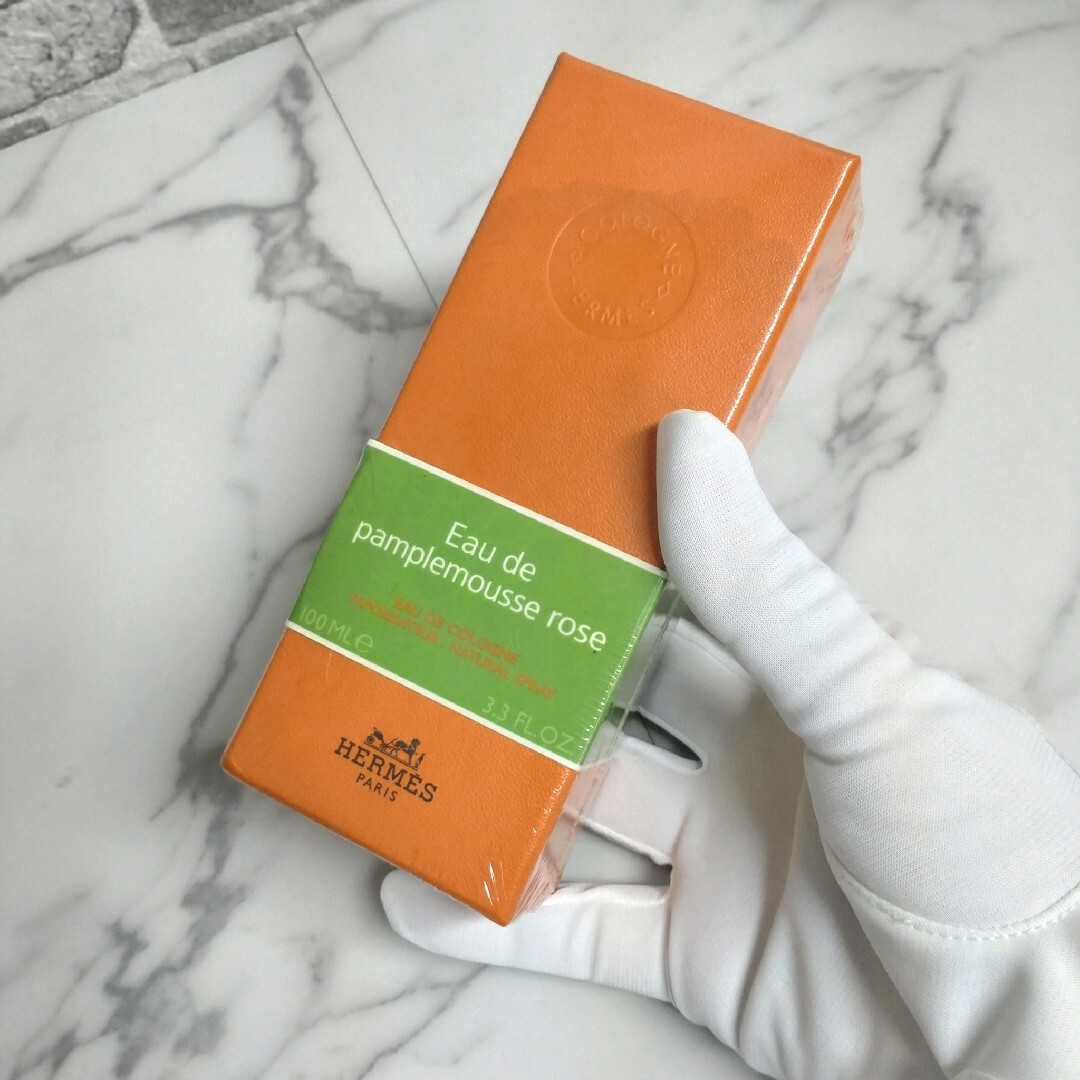 COLOGNE
HERMÈS
Eau de
pamplemousse rose
EAU DE COLOGNE
VAPORISATEUR . NATURAL SPRAY
100 ML e
3.3 FL.OZ.
HERMÈS
PARIS